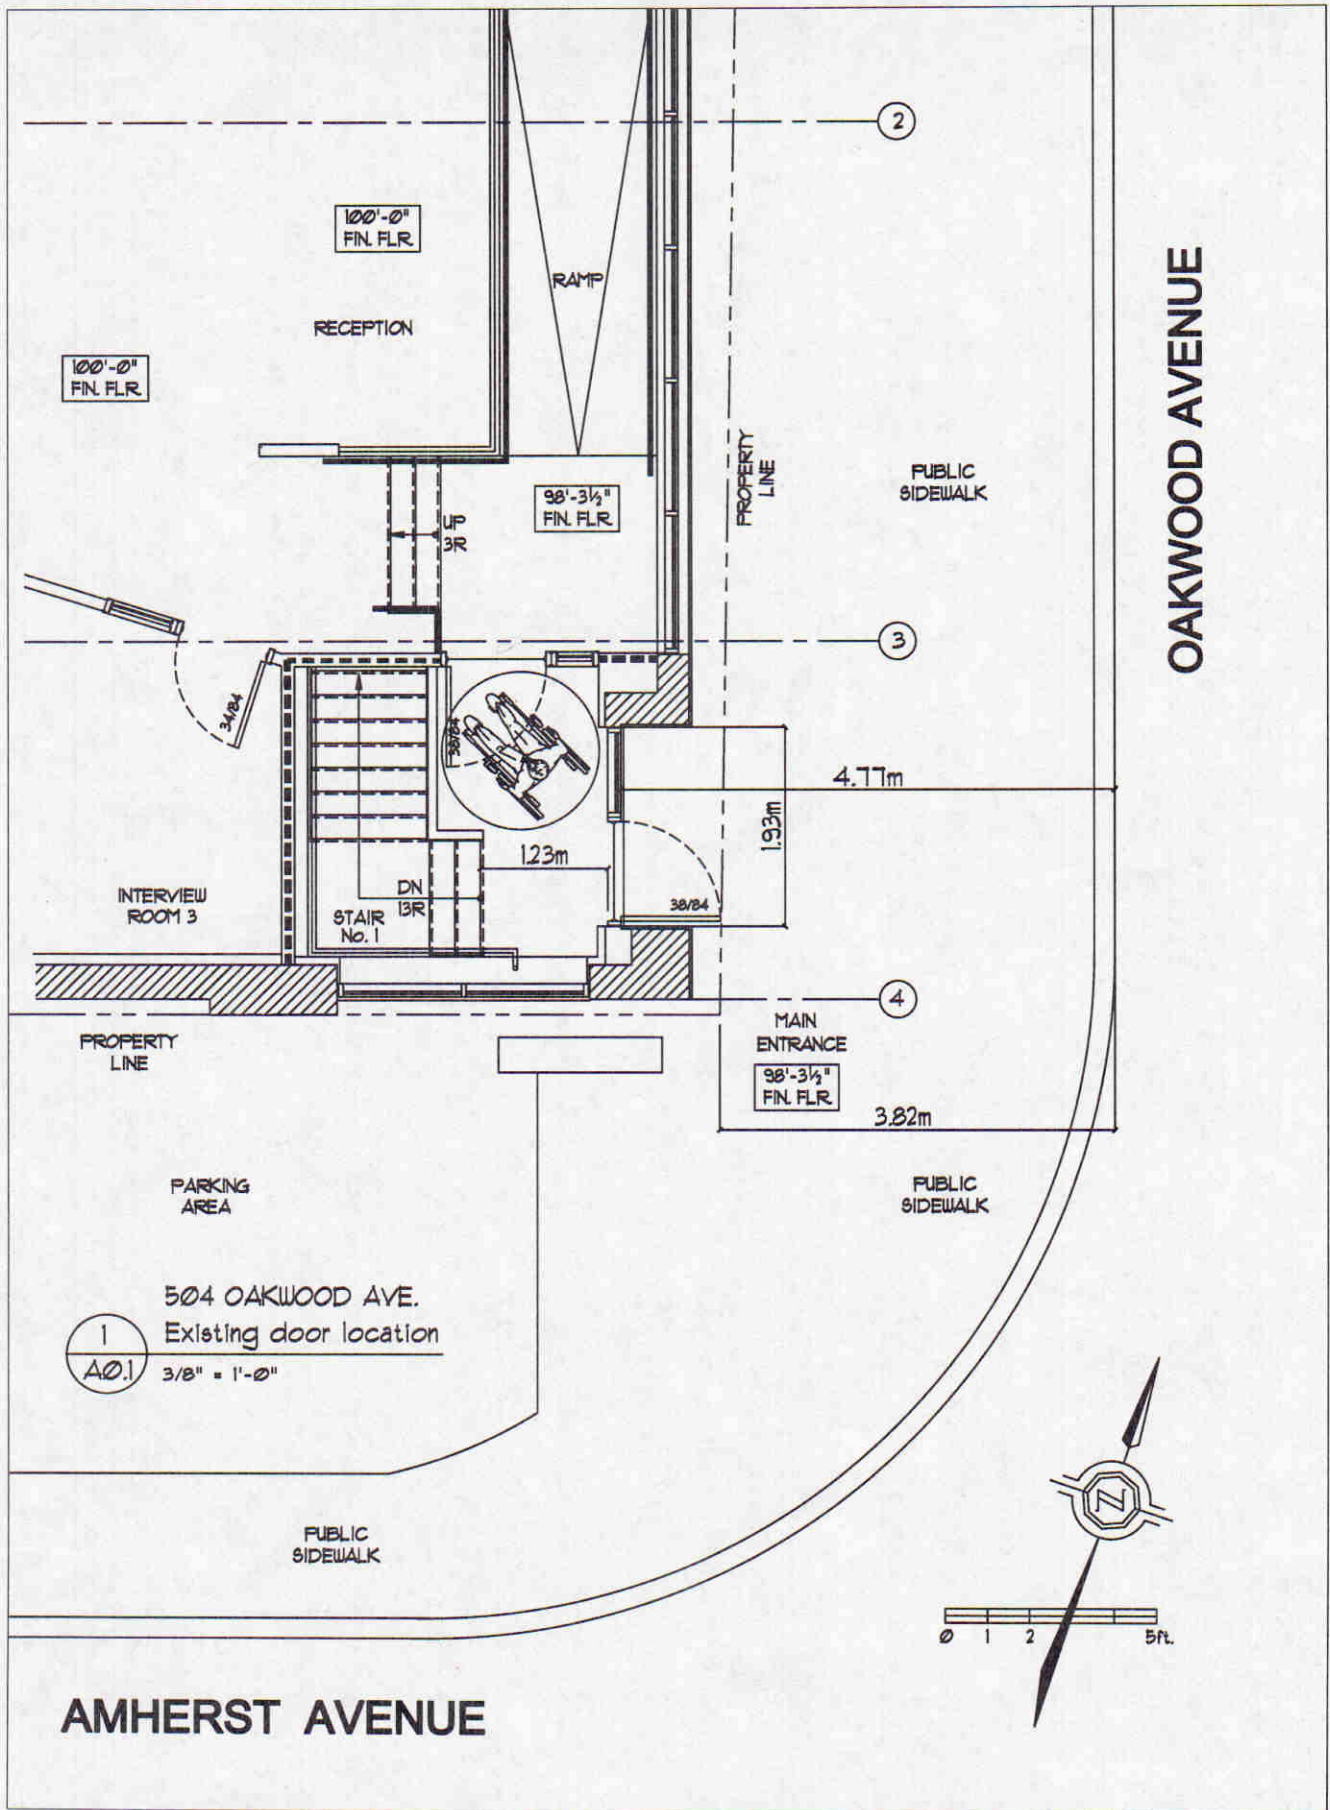 2
100'-0"
FIN. FLR.
RAMP
RECEPTION
100'-0"
FIN. FLR.
OAKWOOD AVENUE
PROPERTY
LINE
PUBLIC
SIDEWALK
98'-3½"
FIN. FLR.
UP
3R
3
34/84
38/84
4.77m
1.93m
1.23m
38/84
INTERVIEW
ROOM 3
DN
13R
STAIR
No. 1
4
PROPERTY
LINE
MAIN
ENTRANCE
98'-3½"
FIN. FLR.
3.82m
PARKING
AREA
PUBLIC
SIDEWALK
504 OAKWOOD AVE.
1
Existing door location
A0.1
3/8" = 1'-0"
N
PUBLIC
SIDEWALK
0 1 2 5ft.
AMHERST AVENUE